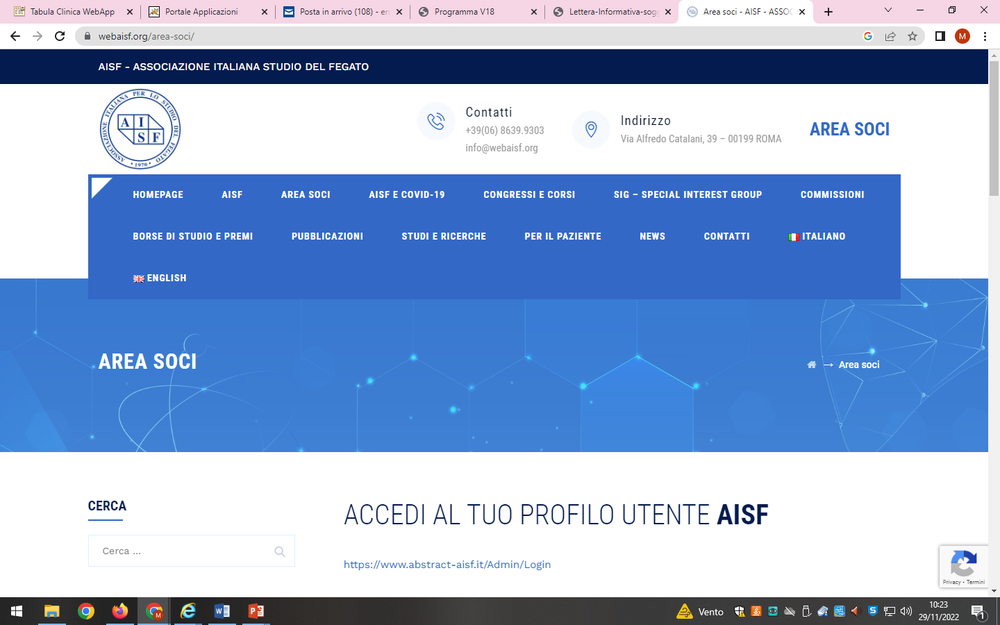 Tabula Clinica WebApp
Portale Applicazioni
Posta in arrivo (108) - er
Programma V18
Lettera-Informativa-sogg
Area soci - AISF - ASSOC
webaisf.org/area-soci/
M
AISF - ASSOCIAZIONE ITALIANA STUDIO DEL FEGATO
ASSOCIAZIONE ITALIANA PER LO STUDIO DEL FEGATO
• 1970 •
A I
S F
Contatti
+39(06) 8639.9303
info@webaisf.org
Indirizzo
Via Alfredo Catalani, 39 – 00199 ROMA
AREA SOCI
HOMEPAGE AISF AREA SOCI AISF E COVID-19 CONGRESSI E CORSI SIG – SPECIAL INTEREST GROUP COMMISSIONI
BORSE DI STUDIO E PREMI PUBBLICAZIONI STUDI E RICERCHE PER IL PAZIENTE NEWS CONTATTI ITALIANO
ENGLISH
AREA SOCI
→ Area soci
CERCA
Cerca ...
ACCEDI AL TUO PROFILO UTENTE AISF
https://www.abstract-aisf.it/Admin/Login
Privacy - Termini
Vento
10:23
29/11/2022
1